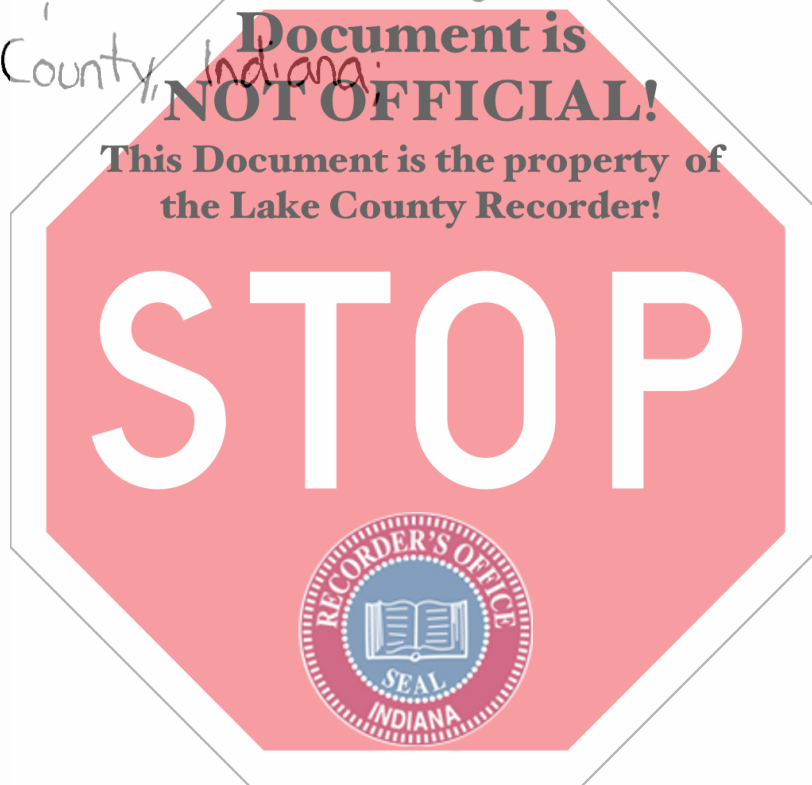 Document is
County, Indiana;
NOT OFFICIAL!
This Document is the property of
the Lake County Recorder!
STOP
RECORDER'S OFFICE
SEAL
INDIANA